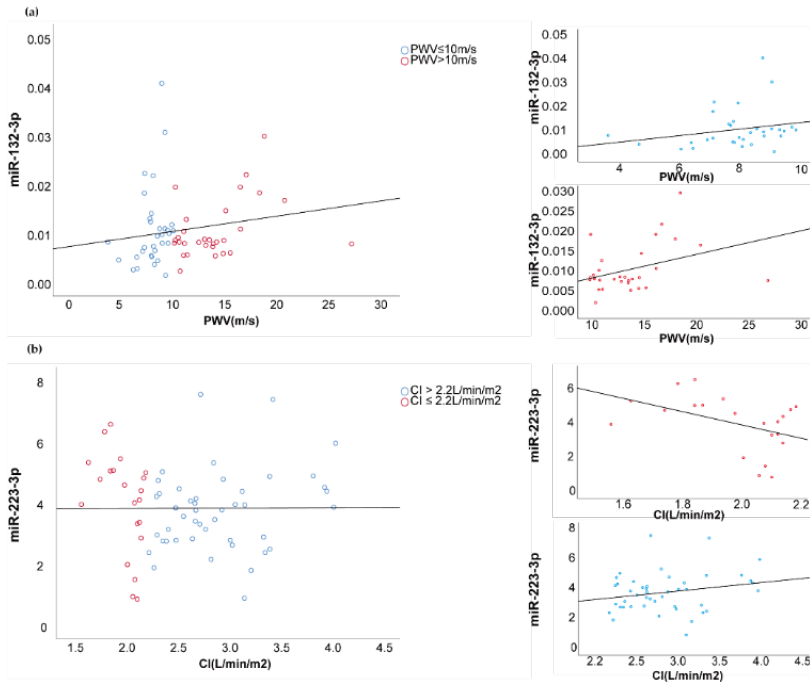 (a)
0.05
0.04
0.03
0.02
0.01
0.00
miR-132-3p
0 5 10 15 20 25 30
PWV(m/s)
PWV≤10m/s
PWV>10m/s
0.05
0.04
0.03
0.02
0.01
0.00
miR-132-3p
4 6 8 10
PWV(m/s)
0.030
0.025
0.020
0.015
0.010
0.005
0.000
miR-132-3p
10 15 20 25 30
PWV(m/s)
(b)
8
6
4
2
0
miR-223-3p
1.5 2.0 2.5 3.0 3.5 4.0 4.5
CI(L/min/m2)
CI > 2.2L/min/m2
CI ≤ 2.2L/min/m2
6
4
2
0
miR-223-3p
1.6 1.8 2.0 2.2
CI(L/min/m2)
8
6
4
2
0
miR-223-3p
2.2 2.6 3.0 3.5 4.0 4.5
CI(L/min/m2)